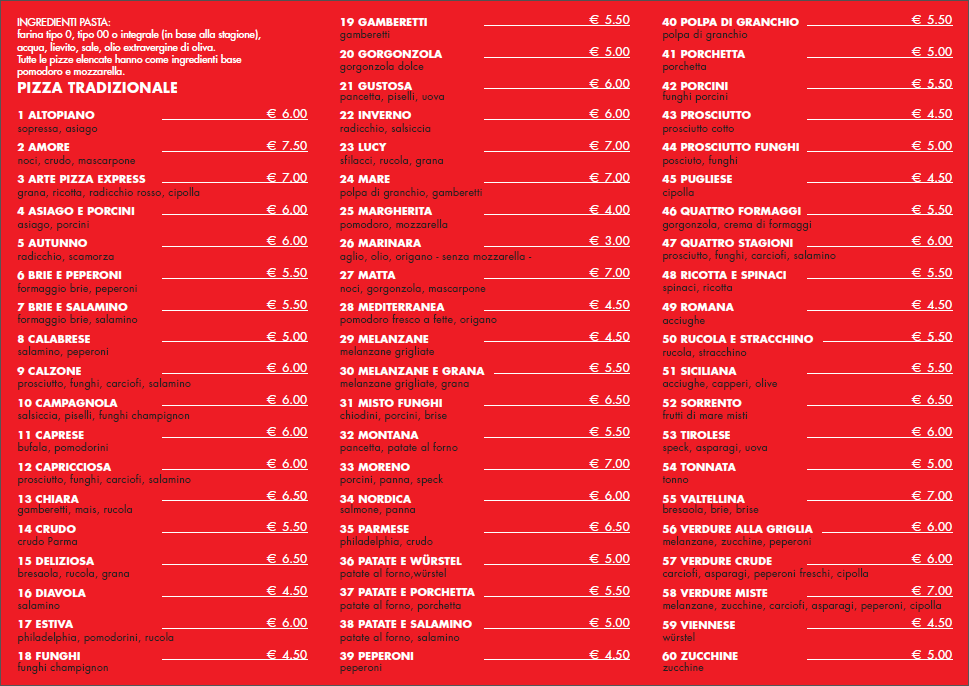 INGREDIENTI PASTA:
farina tipo 0, tipo 00 o integrale (in base alla stagione),
acqua, lievito, sale, olio extravergine di oliva.
Tutte le pizze elencate hanno come ingredienti base
pomodoro e mozzarella.
PIZZA TRADIZIONALE
1 ALTOPIANO € 6.00
sopressa, asiago
2 AMORE € 7.50
noci, crudo, mascarpone
3 ARTE PIZZA EXPRESS € 7.00
grana, ricotta, radicchio rosso, cipolla
4 ASIAGO E PORCINI € 6.00
asiago, porcini
5 AUTUNNO € 6.00
radicchio, scamorza
6 BRIE E PEPERONI € 5.50
formaggio brie, peperoni
7 BRIE E SALAMINO € 5.50
formaggio brie, salamino
8 CALABRESE € 5.00
salamino, peperoni
9 CALZONE € 6.00
prosciutto, funghi, carciofi, salamino
10 CAMPAGNOLA € 6.00
salsiccia, piselli, funghi champignon
11 CAPRESE € 6.00
bufala, pomodorini
12 CAPRICCIOSA € 6.00
prosciutto, funghi, carciofi, salamino
13 CHIARA € 6.50
gamberetti, mais, rucola
14 CRUDO € 5.50
crudo Parma
15 DELIZIOSA € 6.50
bresaola, rucola, grana
16 DIAVOLA € 4.50
salamino
17 ESTIVA € 6.00
philadelphia, pomodorini, rucola
18 FUNGHI € 4.50
funghi champignon
19 GAMBERETTI € 5.50
gamberetti
20 GORGONZOLA € 5.00
gorgonzola dolce
21 GUSTOSA € 6.00
pancetta, piselli, uova
22 INVERNO € 6.00
radicchio, salsiccia
23 LUCY € 7.00
sfilacci, rucola, grana
24 MARE € 7.00
polpa di granchio, gamberetti
25 MARGHERITA € 4.00
pomodoro, mozzarella
26 MARINARA € 3.00
aglio, olio, origano - senza mozzarella -
27 MATTA € 7.00
noci, gorgonzola, mascarpone
28 MEDITERRANEA € 4.50
pomodoro fresco a fette, origano
29 MELANZANE € 4.50
melanzane grigliate
30 MELANZANE E GRANA € 5.50
melanzane grigliate, grana
31 MISTO FUNGHI € 6.50
chiodini, porcini, brise
32 MONTANA € 5.50
pancetta, patate al forno
33 MORENO € 7.00
porcini, panna, speck
34 NORDICA € 6.00
salmone, panna
35 PARMESE € 6.50
philadelphia, crudo
36 PATATE E WÜRSTEL € 5.00
patate al forno,würstel
37 PATATE E PORCHETTA € 5.50
patate al forno, porchetta
38 PATATE E SALAMINO € 5.00
patate al forno, salamino
39 PEPERONI € 4.50
peperoni
40 POLPA DI GRANCHIO € 5.50
polpa di granchio
41 PORCHETTA € 5.00
porchetta
42 PORCINI € 5.50
funghi porcini
43 PROSCIUTTO € 4.50
prosciutto cotto
44 PROSCIUTTO FUNGHI € 5.00
posciuto, funghi
45 PUGLIESE € 4.50
cipolla
46 QUATTRO FORMAGGI € 5.50
gorgonzola, crema di formaggi
47 QUATTRO STAGIONI € 6.00
prosciutto, funghi, carciofi, salamino
48 RICOTTA E SPINACI € 5.50
spinaci, ricotta
49 ROMANA € 4.50
acciughe
50 RUCOLA E STRACCHINO € 5.50
rucola, stracchino
51 SICILIANA € 5.50
acciughe, capperi, olive
52 SORRENTO € 6.50
frutti di mare misti
53 TIROLESE € 6.00
speck, asparagi, uova
54 TONNATA € 5.00
tonno
55 VALTELLINA € 7.00
bresaola, brie, brise
56 VERDURE ALLA GRIGLIA € 6.00
melanzane, zucchine, peperoni
57 VERDURE CRUDE € 6.00
carciofi, asparagi, peperoni freschi, cipolla
58 VERDURE MISTE € 7.00
melanzane, zucchine, carciofi, asparagi, peperoni, cipolla
59 VIENNESE € 4.50
würstel
60 ZUCCHINE € 5.00
zucchine